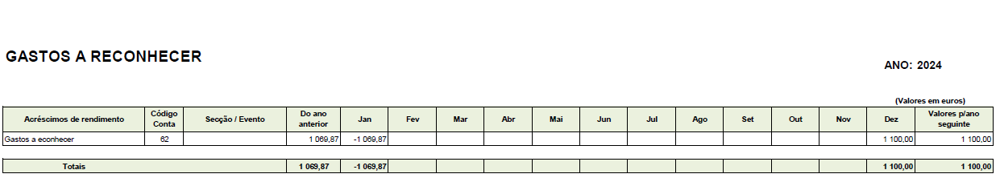 GASTOS A RECONHECER
ANO: 2024
(Valores em euros)
Acréscimos de rendimento Código Conta Secção / Evento Do ano anterior Jan Fev Mar Abr Mai Jun Jul Ago Set Out Nov Dez Valores p/ano seguinte
Gastos a econhecer 62 1 069,87 -1 069,87 1 100,00 1 100,00
Totais 1 069,87 -1 069,87 1 100,00 1 100,00